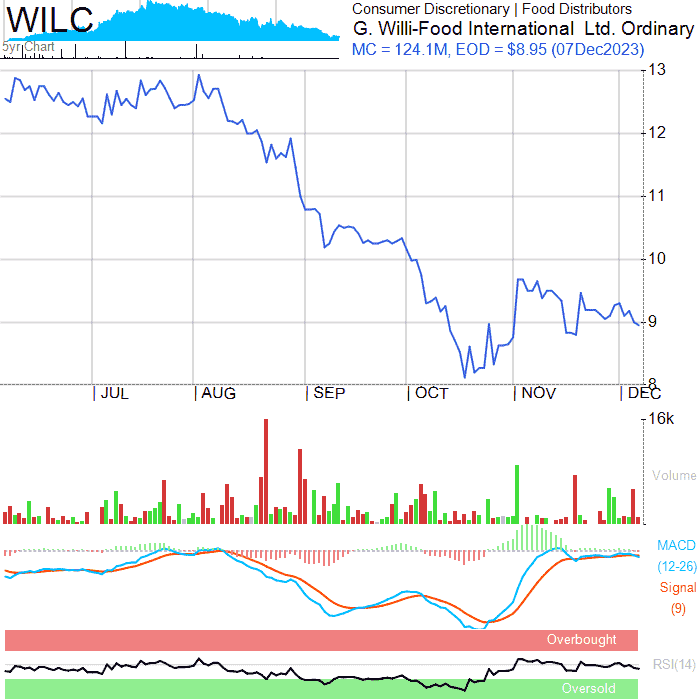 WILC
5yr Chart
Consumer Discretionary | Food Distributors
G. Willi-Food International Ltd. Ordinary
MC = 124.1M, EOD = $8.95 (07Dec2023)
13
12
11
10
9
8
JUL
AUG
SEP
OCT
NOV
DEC
16k
Volume
MACD
(12-26)
Signal
(9)
Overbought
RSI(14)
Oversold